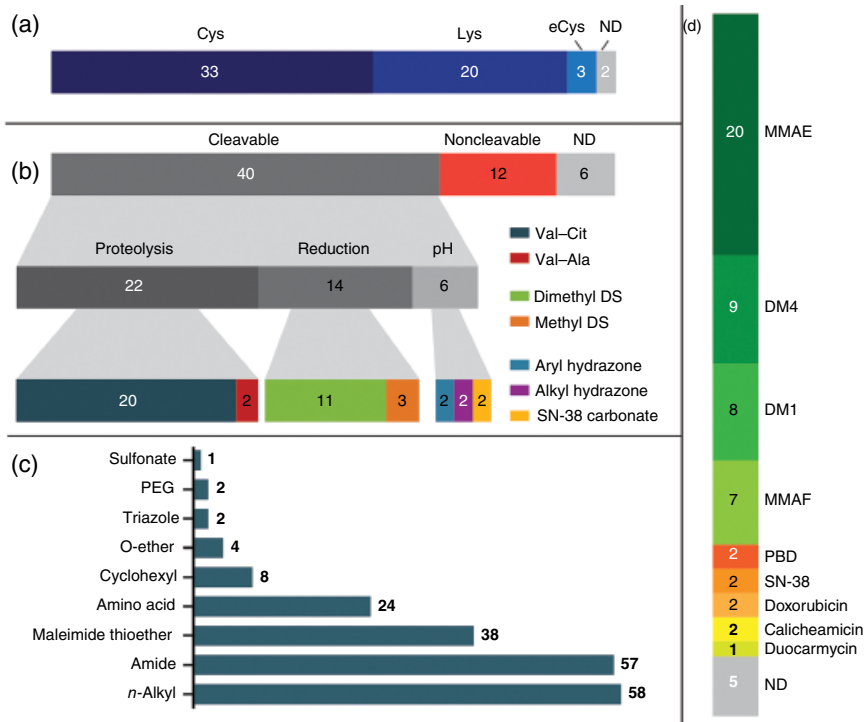 (a)
Cys Lys eCys ND
33 20 3 2
(b)
Cleavable Noncleavable ND
40 12 6
Proteolysis Reduction pH
22 14 6
20 2 11 3 2 2 2
Val–Cit
Val–Ala
Dimethyl DS
Methyl DS
Aryl hydrazone
Alkyl hydrazone
SN-38 carbonate
(c)
Sulfonate 1
PEG 2
Triazole 2
O-ether 4
Cyclohexyl 8
Amino acid 24
Maleimide thioether 38
Amide 57
n-Alkyl 58
(d)
20 MMAE
9 DM4
8 DM1
7 MMAF
2 PBD
2 SN-38
2 Doxorubicin
2 Calicheamicin
1 Duocarmycin
5 ND